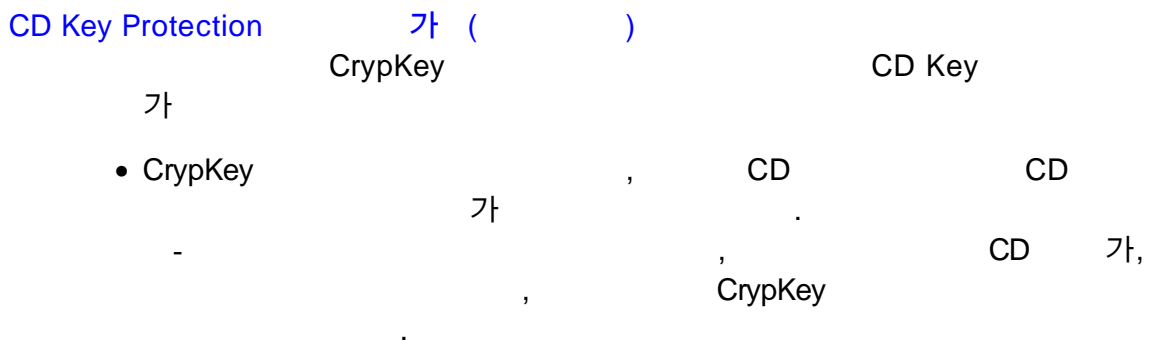 CD Key Protection 가 ( )
CrypKey CD Key
가
• CrypKey , CD CD
가 .
- , CD 가,
, CrypKey
.